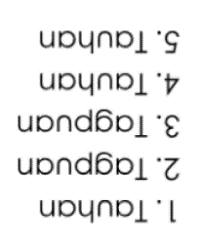 1. Tauhan
2. Tagpuan
3. Tagpuan
4. Tauhan
5. Tauhan